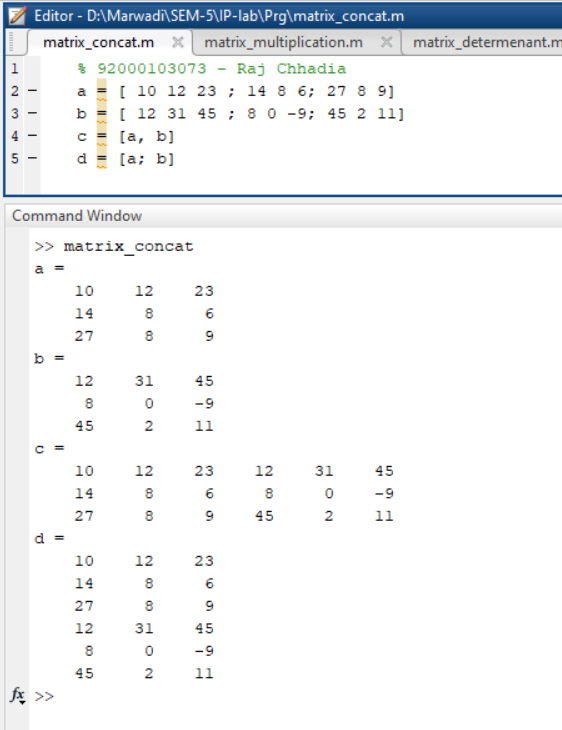 Editor - D:\Marwadi\SEM-5\IP-lab\Prg\matrix_concat.m
matrix_concat.m × matrix_multiplication.m × matrix_determenant.m
1 % 92000103073 - Raj Chhadia
2 - a = [ 10 12 23 ; 14 8 6; 27 8 9]
3 - b = [ 12 31 45 ; 8 0 -9; 45 2 11]
4 - c = [a, b]
5 - d = [a; b]
Command Window
>> matrix_concat
a =
10 12 23
14 8 6
27 8 9
b =
12 31 45
8 0 -9
45 2 11
c =
10 12 23 12 31 45
14 8 6 8 0 -9
27 8 9 45 2 11
d =
10 12 23
14 8 6
27 8 9
12 31 45
8 0 -9
45 2 11
fx >>